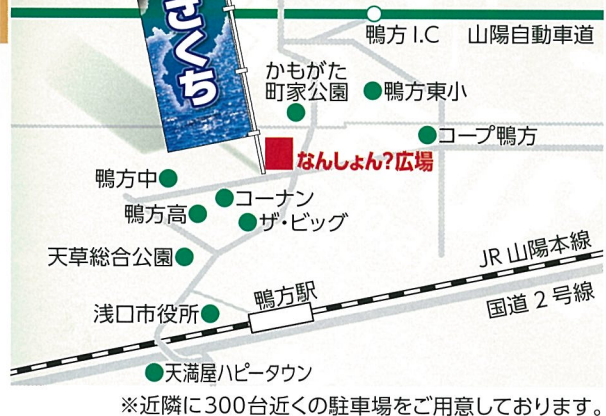 さくち
鴨方 I.C 山陽自動車道
かもがた
町家公園
鴨方東小
コープ鴨方
なんしょん?広場
鴨方中
コーナン
鴨方高
ザ・ビッグ
天草総合公園
JR 山陽本線
鴨方駅
国道 2 号線
浅口市役所
天満屋ハピータウン
※近隣に300台近くの駐車場をご用意しております。